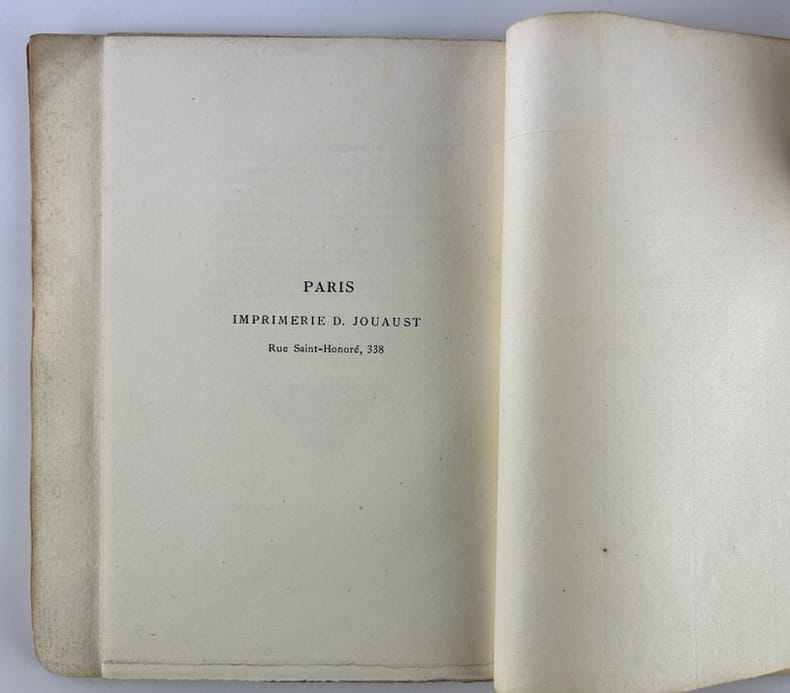 PARIS
IMPRIMERIE D. JOUAUST
Rue Saint-Honoré, 338